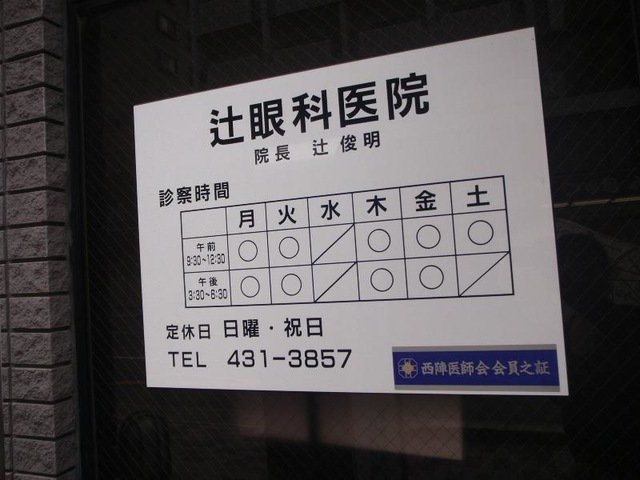 辻眼科医院
院長 辻 俊明
診察時間
月 火 水 木 金 土
午前 9:30~12:30 ○ ○ ／ ○ ○ ○
午後 3:30~6:30 ○ ○ ／ ○ ○ ／
定休日 日曜・祝日
TEL 431-3857
西陣医師会会員之証